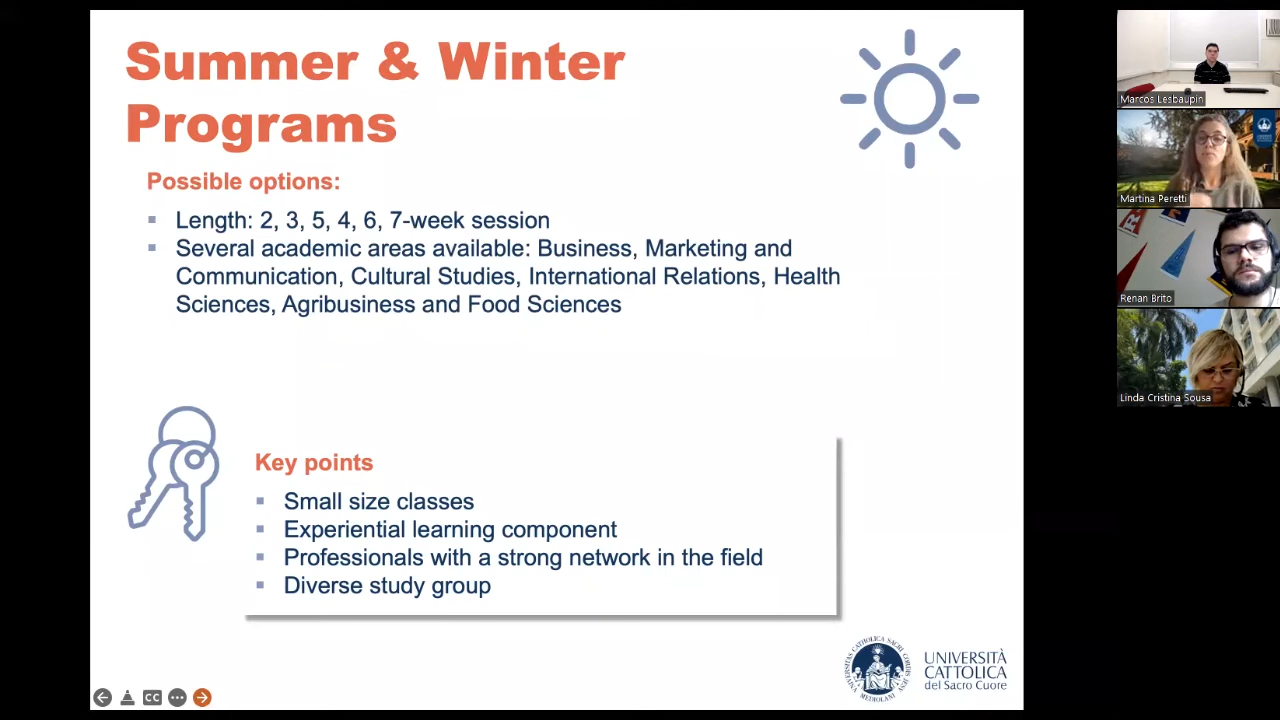 Summer & Winter
Programs
Possible options:
Length: 2, 3, 5, 4, 6, 7-week session
Several academic areas available: Business, Marketing and
Communication, Cultural Studies, International Relations, Health
Sciences, Agribusiness and Food Sciences
Key points
Small size classes
Experiential learning component
Professionals with a strong network in the field
Diverse study group
UNIVERSITÀ
CATTOLICA
del Sacro Cuore
CC
Marcos Lesbaupin
Martina Peretti
Renan Brito
Linda Cristina Sousa